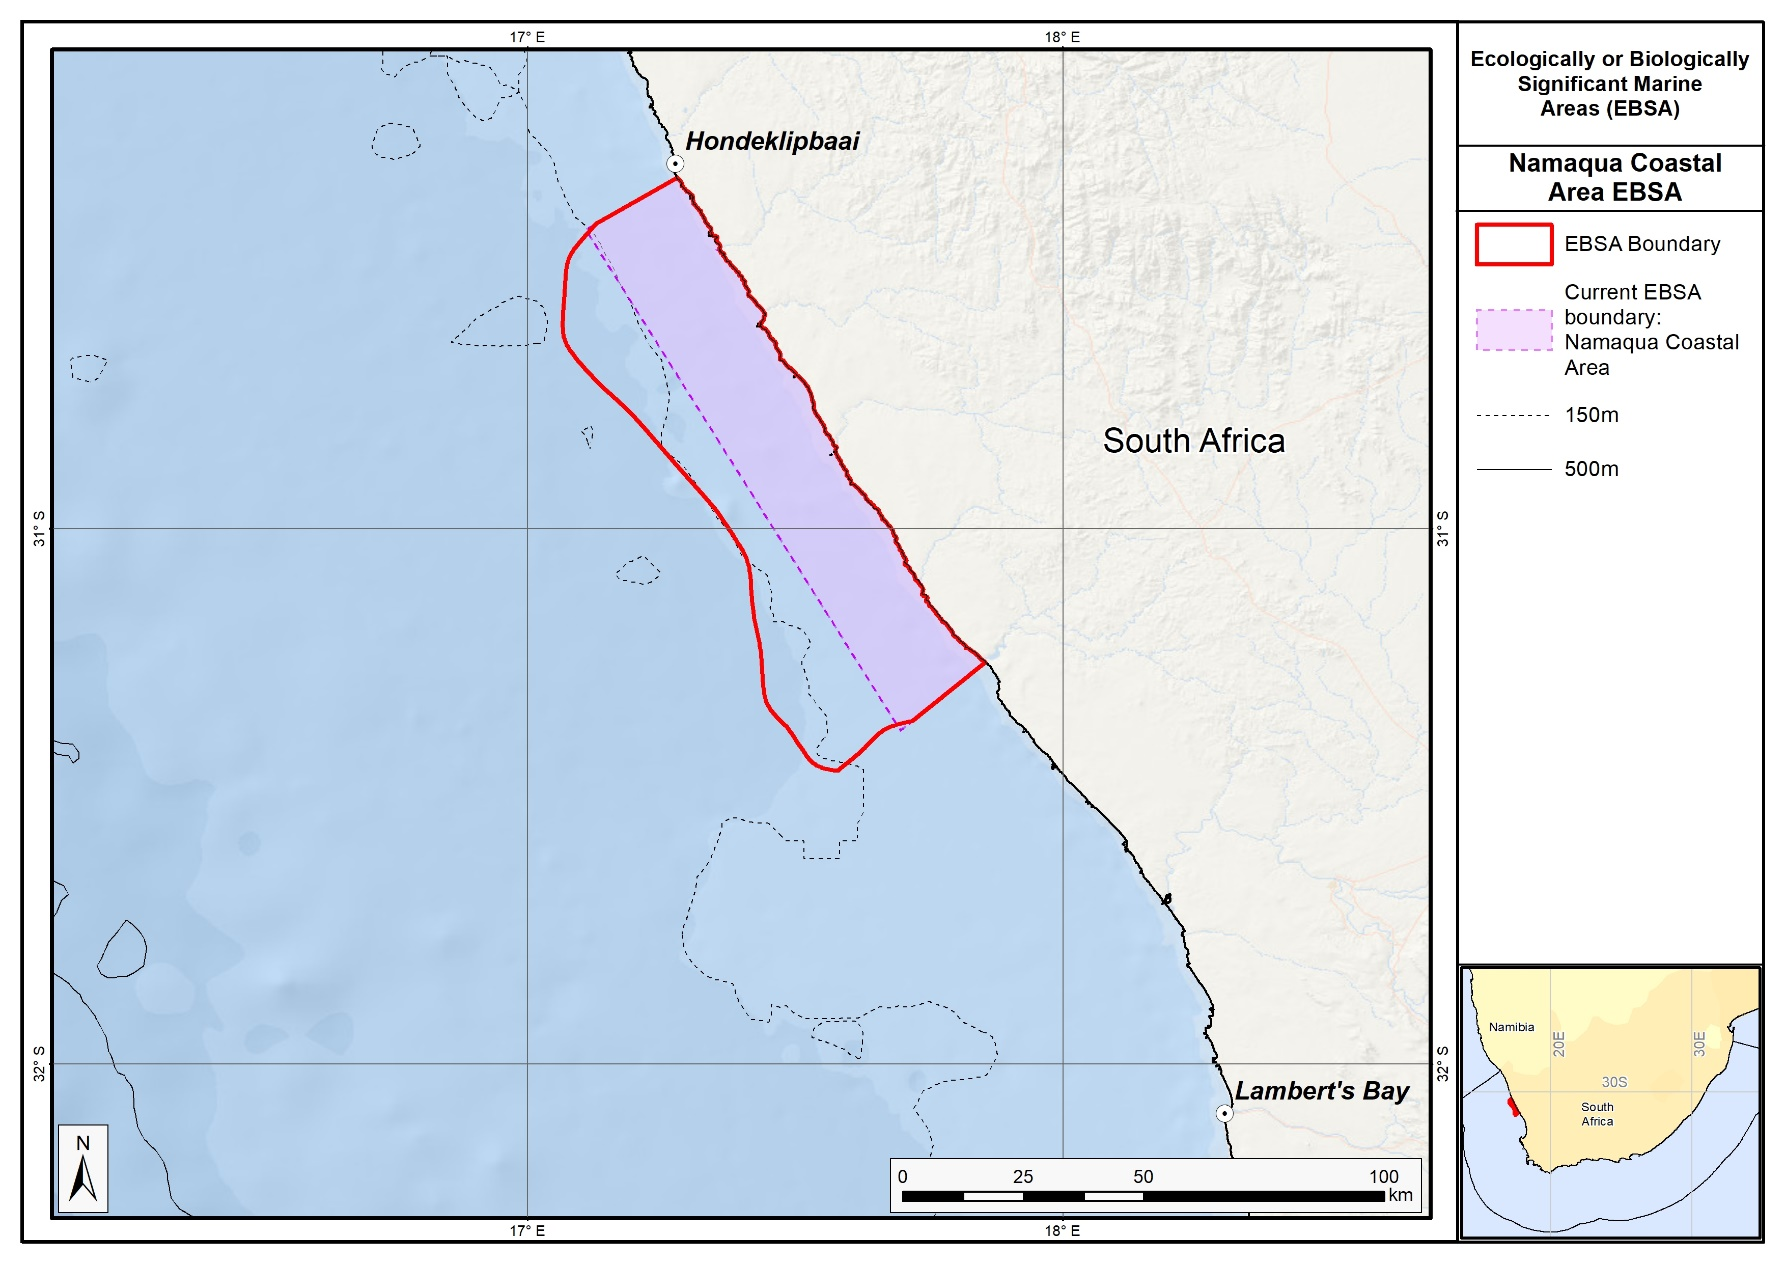 17° E
18° E
Hondeklipbaai
South Africa
31° S
31° S
32° S
32° S
Lambert's Bay
N
0
25
50
100
km
17° E
18° E
Ecologically or Biologically
Significant Marine
Areas (EBSA)
Namaqua Coastal
Area EBSA
EBSA Boundary
Current EBSA
boundary:
Namaqua Coastal
Area
150m
500m
Namibia
20E
30E
30S
South
Africa